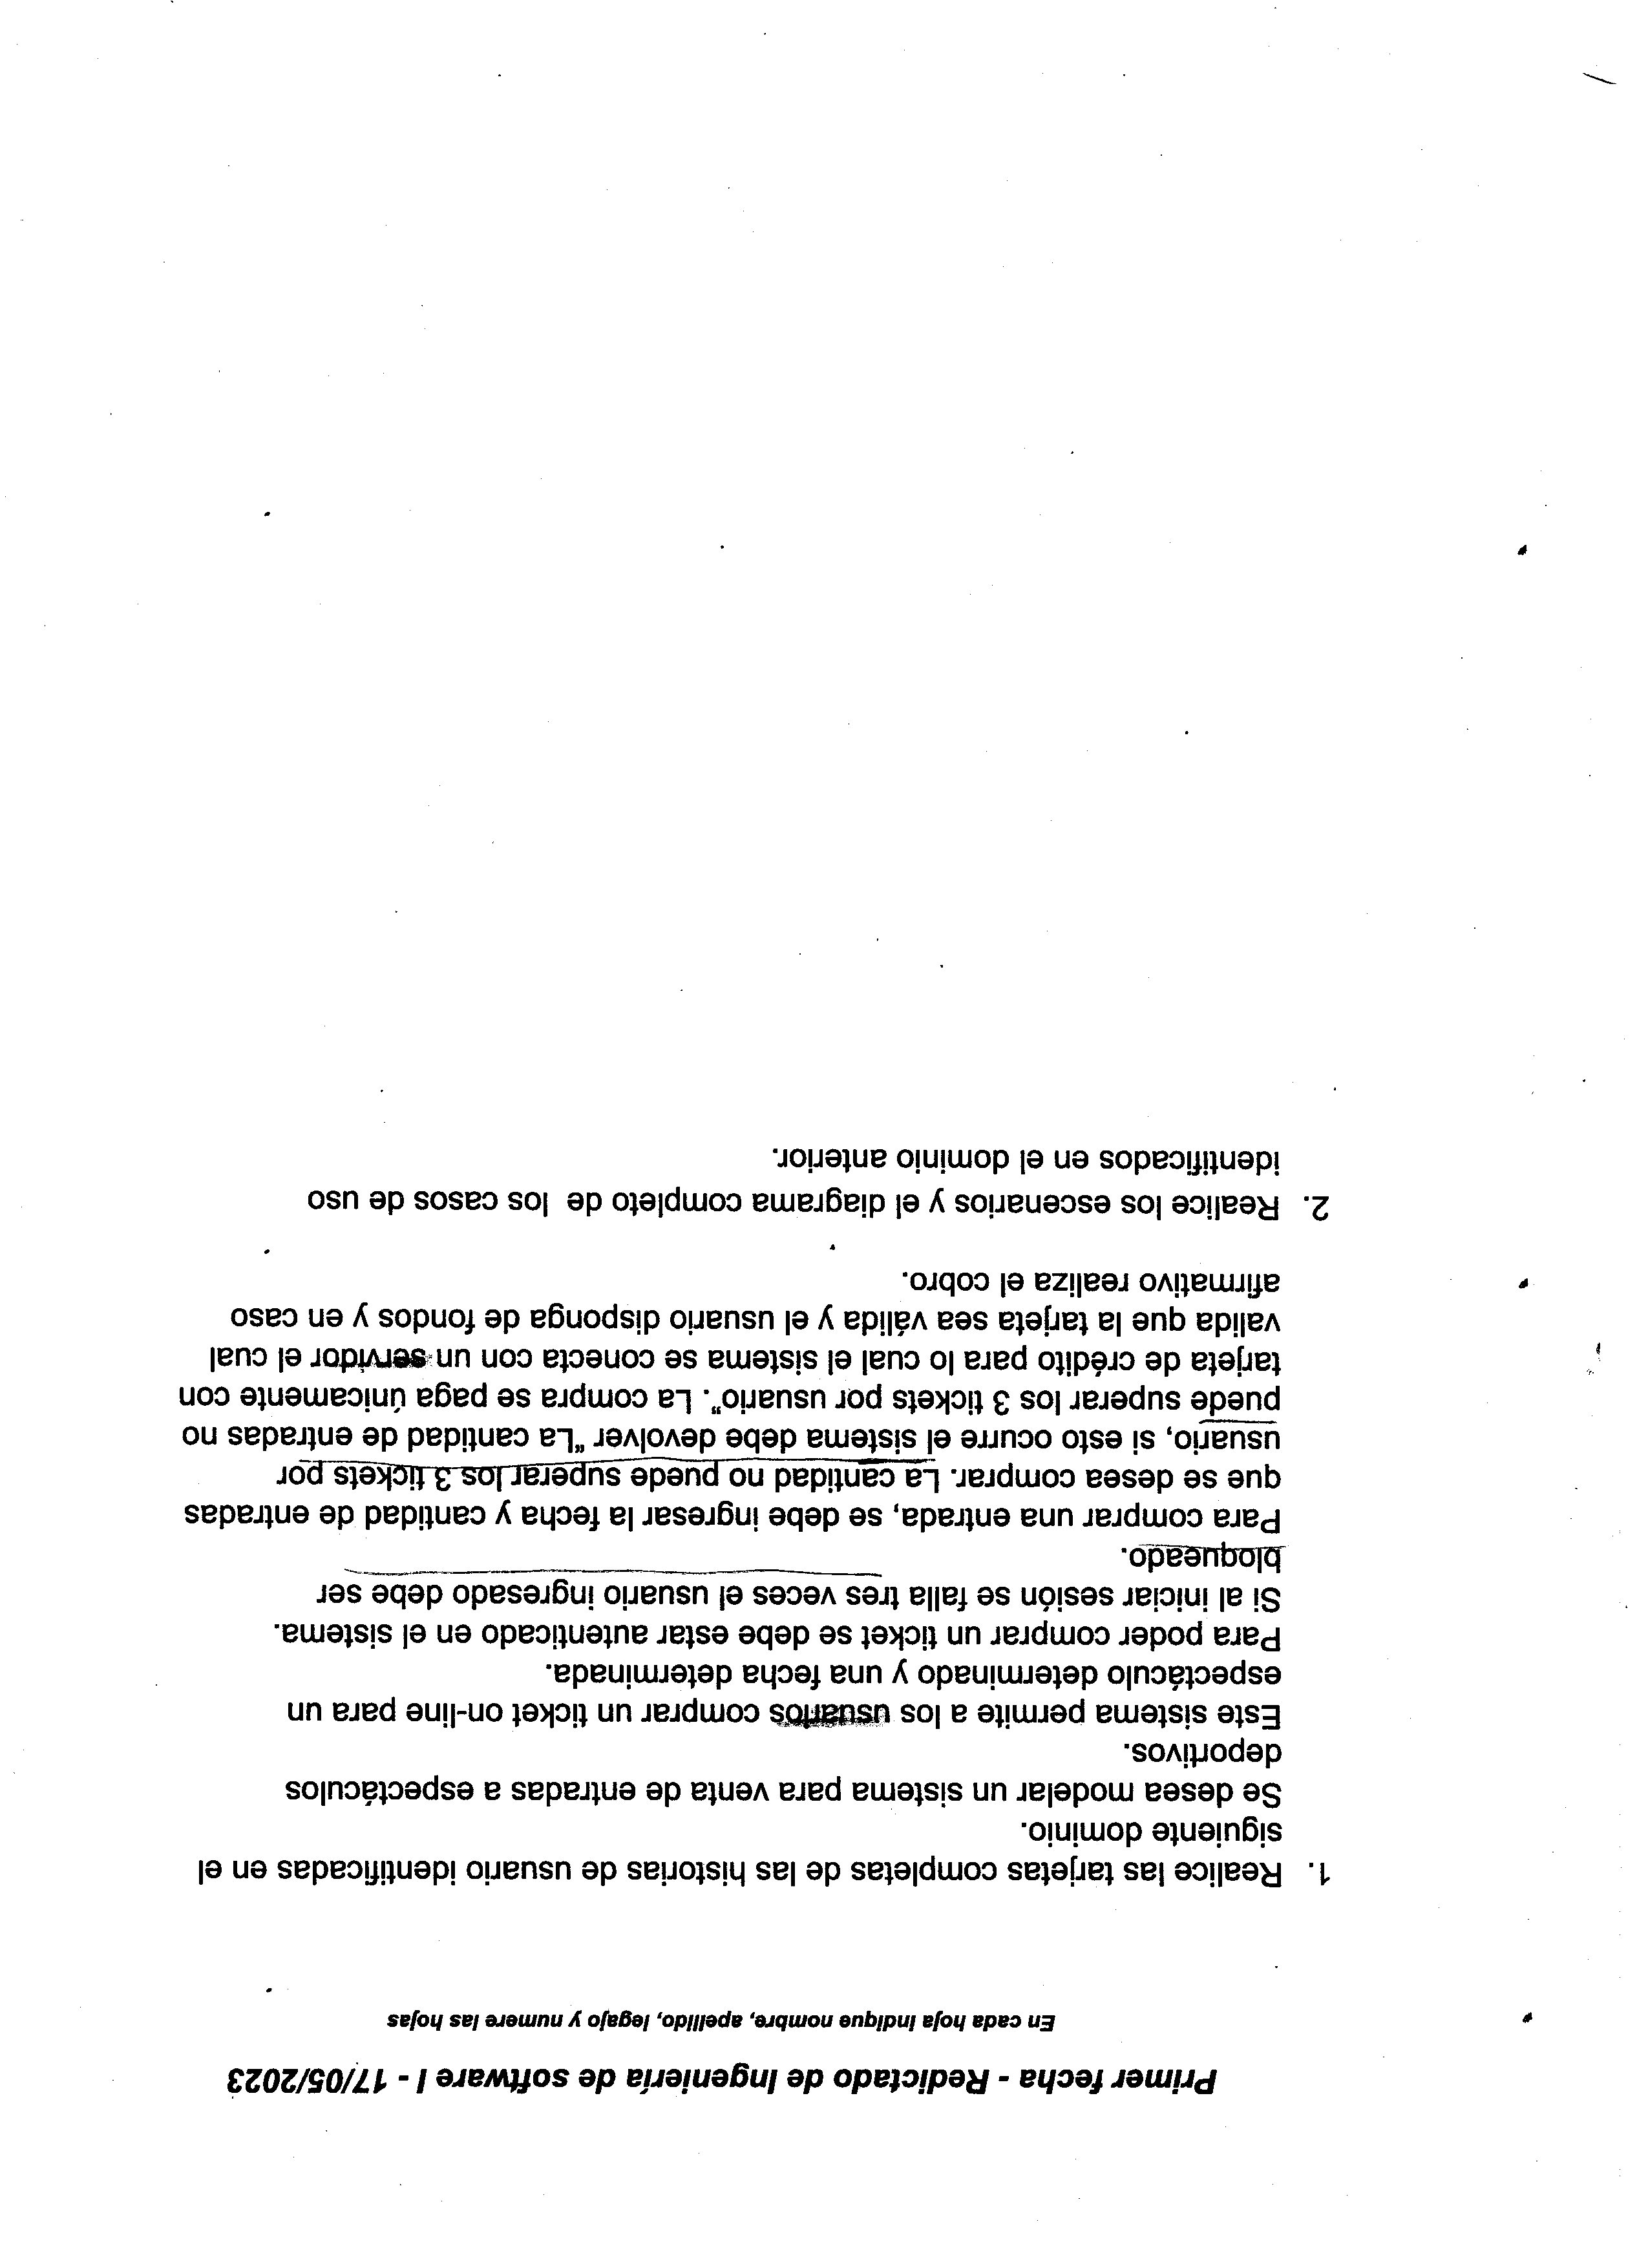 Primer fecha - Redictado de Ingeniería de software I - 17/05/2023
En cada hoja indique nombre, apellido, legajo y numere las hojas
1. Realice las tarjetas completas de las historias de usuario identificadas en el
siguiente dominio.
Se desea modelar un sistema para venta de entradas a espectáculos
deportivos.
Este sistema permite a los usuarios comprar un ticket on-line para un
espectáculo determinado y una fecha determinada.
Para poder comprar un ticket se debe estar autenticado en el sistema.
Si al iniciar sesión se falla tres veces el usuario ingresado debe ser
bloqueado.
Para comprar una entrada, se debe ingresar la fecha y cantidad de entradas
que se desea comprar. La cantidad no puede superar los 3 tickets por
usuario, si esto ocurre el sistema debe devolver “La cantidad de entradas no
puede superar los 3 tickets por usuario”. La compra se paga únicamente con
tarjeta de crédito para lo cual el sistema se conecta con un servidor el cual
valida que la tarjeta sea válida y el usuario disponga de fondos y en caso
afirmativo realiza el cobro.
2. Realice los escenarios y el diagrama completo de los casos de uso
identificados en el dominio anterior.